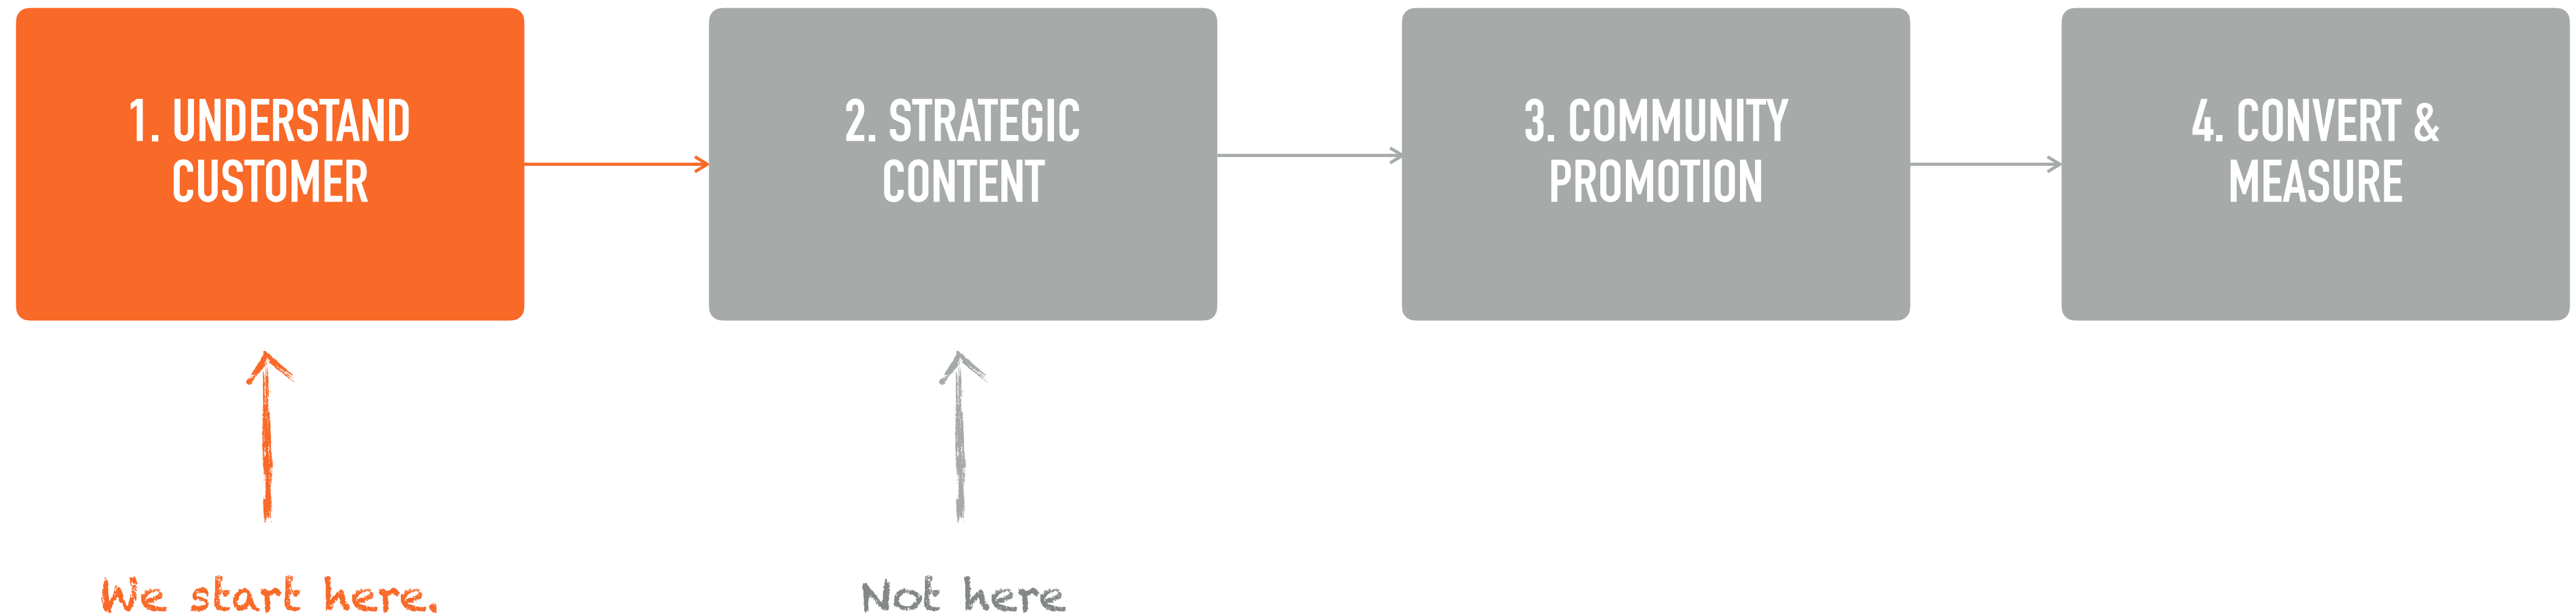 1. UNDERSTAND
CUSTOMER
2. STRATEGIC
CONTENT
3. COMMUNITY
PROMOTION
4. CONVERT &
MEASURE
We start here.
Not here